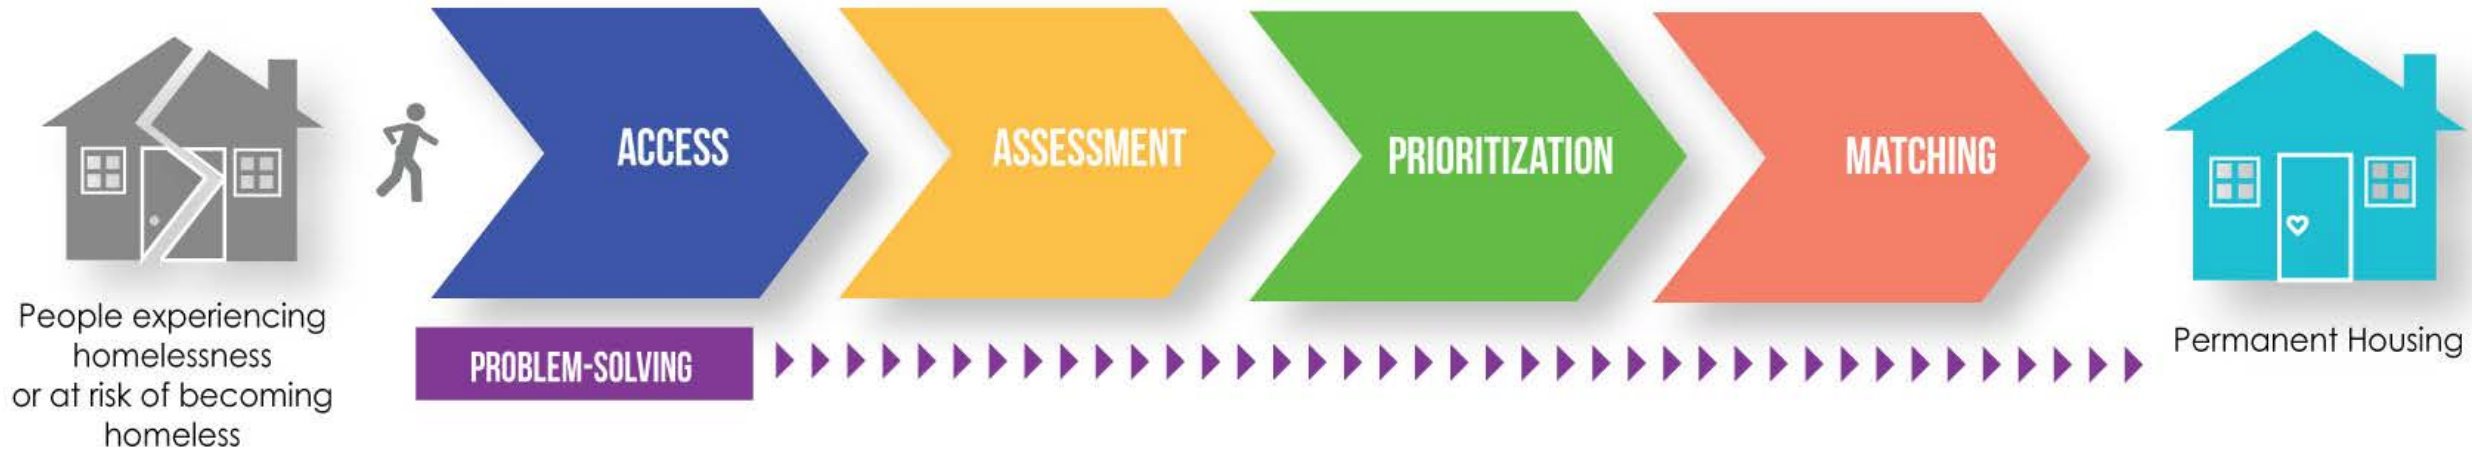 People experiencing
homelessness
or at risk of becoming
homeless
ACCESS
ASSESSMENT
PRIORITIZATION
MATCHING
PROBLEM-SOLVING
Permanent Housing